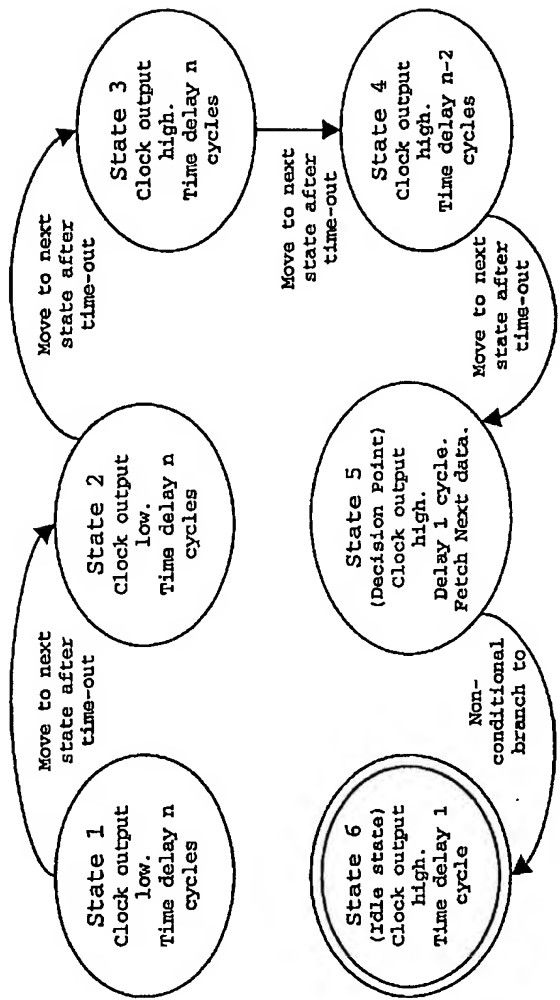 State 1
Clock output
low.
Time delay n
cycles
Move to next
state after
time-out
State 2
Clock output
low.
Time delay n
cycles
Move to next
state after
time-out
State 3
Clock output
high.
Time delay n
cycles
Move to next
state after
time-out
State 4
Clock output
high.
Time delay n-2
cycles
Move to next
state after
time-out
State 5
(Decision Point)
Clock output
high.
Delay 1 cycle.
Fetch Next data.
Non-
conditional
branch to
State 6
(Idle state)
Clock output
high.
Time delay 1
cycle